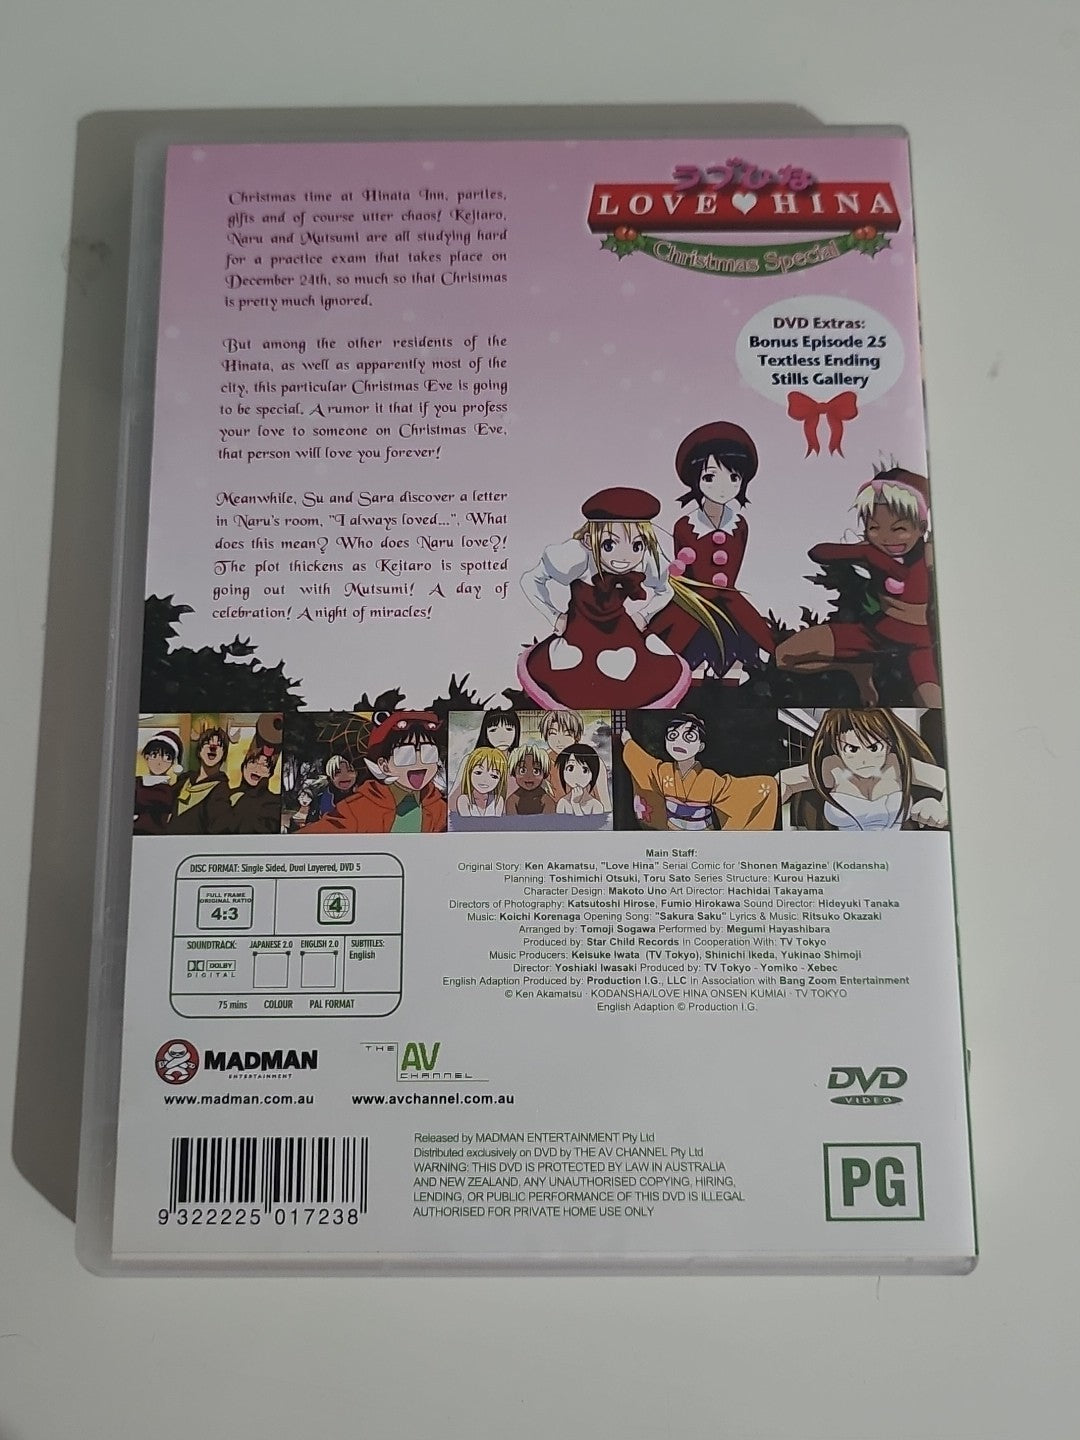 Christmas time at Hinata Inn, parties,
gifts and of course utter chaos! Keitaro,
Naru and Mutsumi are all studying hard
for a practice exam that takes place on
December 24th, so much so that Christmas
is pretty much ignored.
But among the other residents of the
Hinata, as well as apparently most of the
city, this particular Christmas Eve is going
to be special. A rumor it that if you profess
your love to someone on Christmas Eve,
that person will love you forever!
Meanwhile, Su and Sara discover a letter
in Naru's room, "I always loved...", What
does this mean? Who does Naru love?!
The plot thickens as Keitaro is spotted
going out with Mutsumi! A day of
celebration! A night of miracles!
ラブひな
LOVE HINA
Christmas Special
DVD Extras:
Bonus Episode 25
Textless Ending
Stills Gallery
DISC FORMAT: Single Sided, Dual Layered, DVD 5
FULL FRAME
ORIGINAL RATIO
4:3
4
SOUNDTRACK:
DOLBY
DIGITAL
JAPANESE 2.0
ENGLISH 2.0
SUBTITLES:
English
75 mins COLOUR PAL FORMAT
Main Staff:
Original Story: Ken Akamatsu, "Love Hina" Serial Comic for 'Shonen Magazine' (Kodansha)
Planning: Toshimichi Otsuki, Toru Sato Series Structure: Kurou Hazuki
Character Design: Makoto Uno Art Director: Hachidai Takayama
Directors of Photography: Katsutoshi Hirose, Fumio Hirokawa Sound Director: Hideyuki Tanaka
Music: Koichi Korenaga Opening Song: "Sakura Saku" Lyrics & Music: Ritsuko Okazaki
Arranged by: Tomoji Sogawa Performed by: Megumi Hayashibara
Produced by: Star Child Records in Cooperation With: TV Tokyo
Music Producers: Keisuke Iwata (TV Tokyo), Shinichi Ikeda, Yukinao Shimoji
Director: Yoshiaki Iwasaki Produced by: TV Tokyo - Yomiko - Xebec
English Adaption Produced by: Production I.G., LLC In Association with Bang Zoom Entertainment
© Ken Akamatsu · KODANSHA/LOVE HINA ONSEN KUMIAI · TV TOKYO
English Adaption © Production I.G.
MADMAN
ENTERTAINMENT
www.madman.com.au
THE
AV
CHANNEL
www.avchannel.com.au
DVD
VIDEO
9 322225 017238
Released by MADMAN ENTERTAINMENT Pty Ltd
Distributed exclusively on DVD by THE AV CHANNEL Pty Ltd
WARNING: THIS DVD IS PROTECTED BY LAW IN AUSTRALIA
AND NEW ZEALAND. ANY UNAUTHORISED COPYING, HIRING,
LENDING, OR PUBLIC PERFORMANCE OF THIS DVD IS ILLEGAL
AUTHORISED FOR PRIVATE HOME USE ONLY
PG